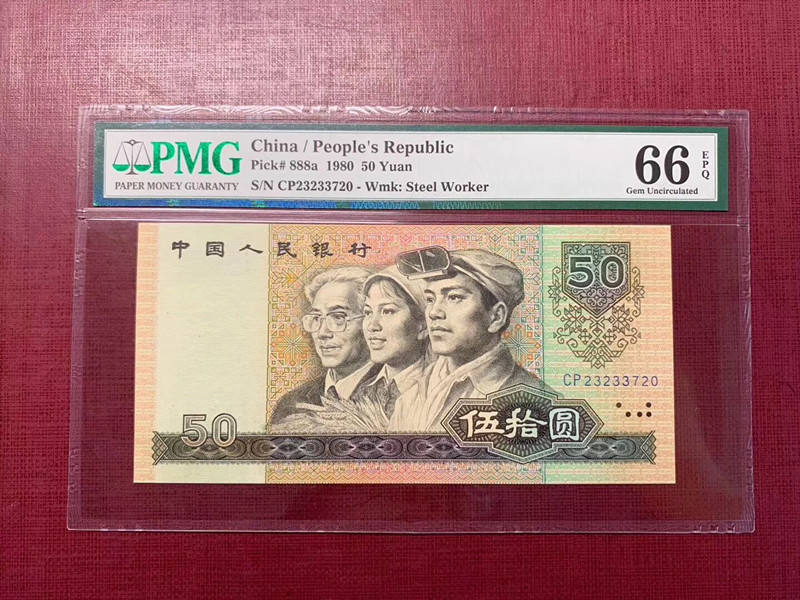 PMG
PAPER MONEY GUARANTY
China / People's Republic
Pick# 888a 1980 50 Yuan
S/N CP23233720 - Wmk: Steel Worker
66 EPQ
Gem Uncirculated
中国人民银行
50
CP23233720
50
伍拾圆